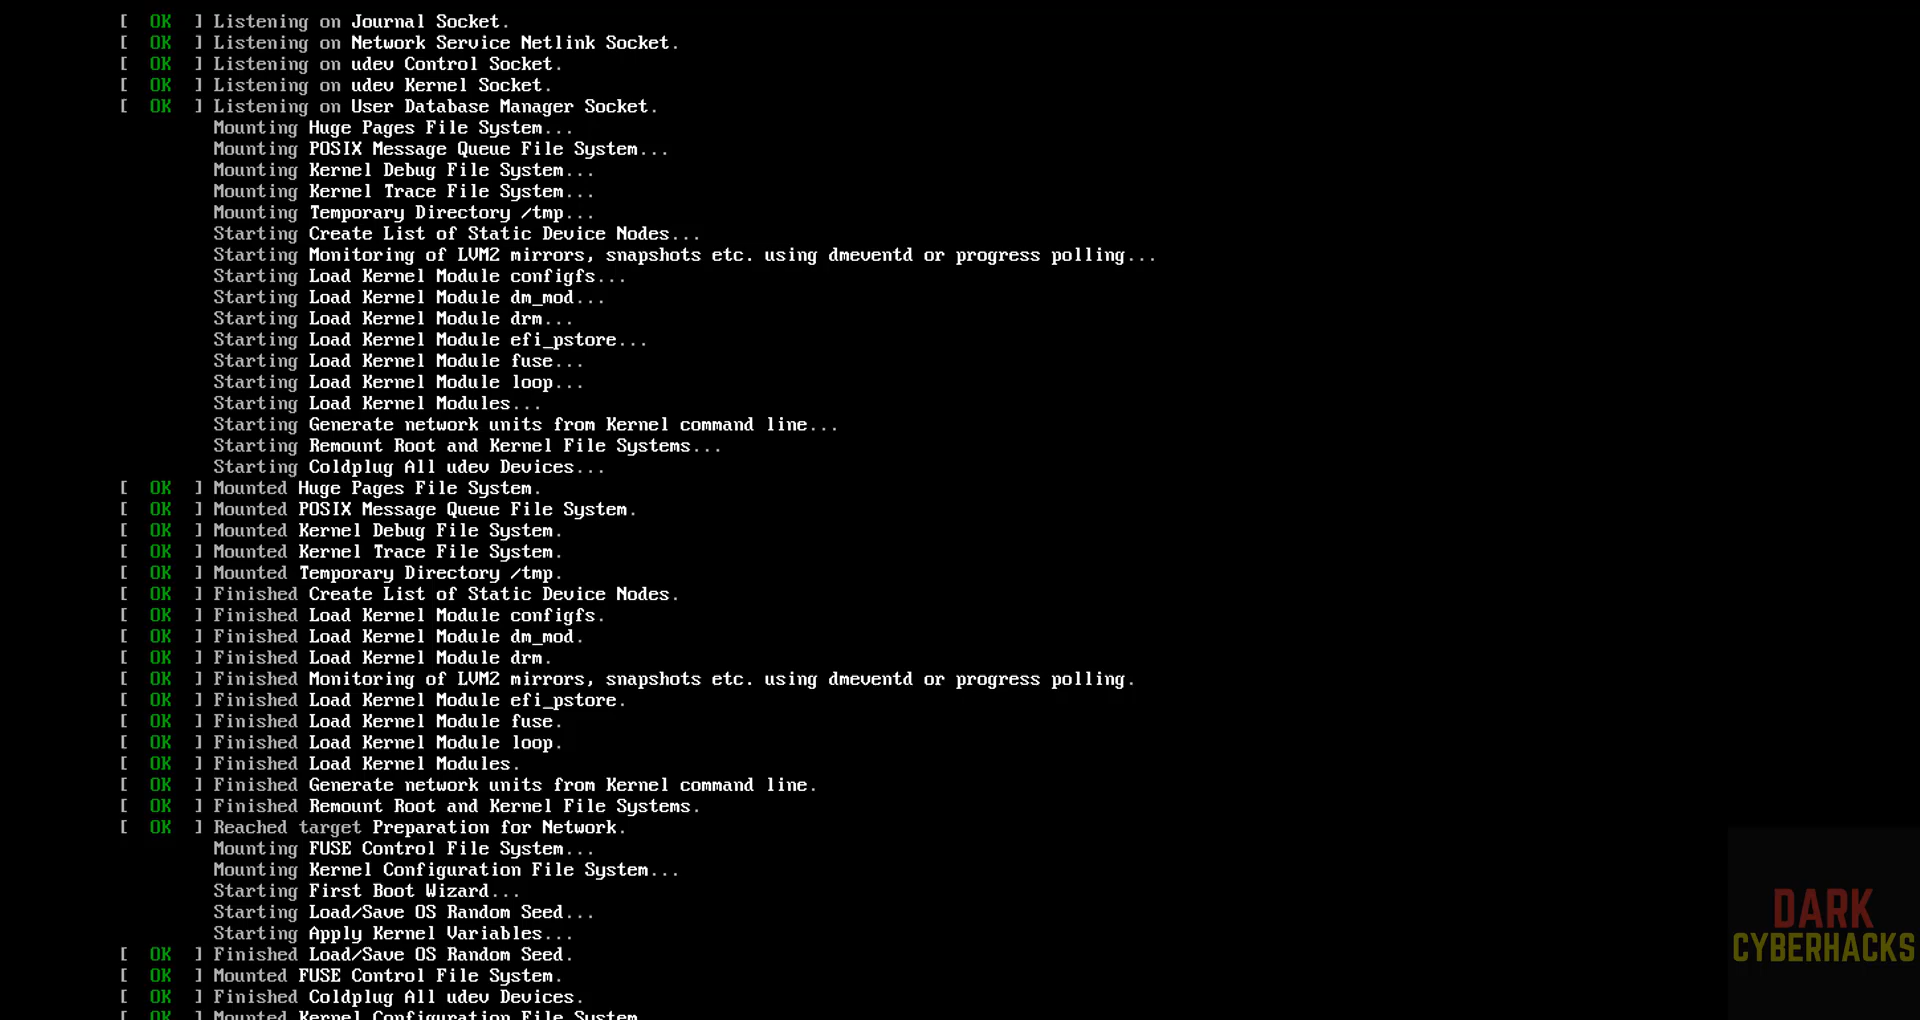 [  OK  ] Listening on Journal Socket.
[  OK  ] Listening on Network Service Netlink Socket.
[  OK  ] Listening on udev Control Socket.
[  OK  ] Listening on udev Kernel Socket.
[  OK  ] Listening on User Database Manager Socket.
Mounting Huge Pages File System...
Mounting POSIX Message Queue File System...
Mounting Kernel Debug File System...
Mounting Kernel Trace File System...
Mounting Temporary Directory /tmp...
Starting Create List of Static Device Nodes...
Starting Monitoring of LVM2 mirrors, snapshots etc. using dmeventd or progress polling...
Starting Load Kernel Module configfs...
Starting Load Kernel Module dm_mod...
Starting Load Kernel Module drm...
Starting Load Kernel Module efi_pstore...
Starting Load Kernel Module fuse...
Starting Load Kernel Module loop...
Starting Load Kernel Modules...
Starting Generate network units from Kernel command line...
Starting Remount Root and Kernel File Systems...
Starting Coldplug All udev Devices...
[  OK  ] Mounted Huge Pages File System.
[  OK  ] Mounted POSIX Message Queue File System.
[  OK  ] Mounted Kernel Debug File System.
[  OK  ] Mounted Kernel Trace File System.
[  OK  ] Mounted Temporary Directory /tmp.
[  OK  ] Finished Create List of Static Device Nodes.
[  OK  ] Finished Load Kernel Module configfs.
[  OK  ] Finished Load Kernel Module dm_mod.
[  OK  ] Finished Load Kernel Module drm.
[  OK  ] Finished Monitoring of LVM2 mirrors, snapshots etc. using dmeventd or progress polling.
[  OK  ] Finished Load Kernel Module efi_pstore.
[  OK  ] Finished Load Kernel Module fuse.
[  OK  ] Finished Load Kernel Module loop.
[  OK  ] Finished Load Kernel Modules.
[  OK  ] Finished Generate network units from Kernel command line.
[  OK  ] Finished Remount Root and Kernel File Systems.
[  OK  ] Reached target Preparation for Network.
Mounting FUSE Control File System...
Mounting Kernel Configuration File System...
Starting First Boot Wizard...
Starting Load/Save OS Random Seed...
Starting Apply Kernel Variables...
[  OK  ] Finished Load/Save OS Random Seed.
[  OK  ] Mounted FUSE Control File System.
[  OK  ] Finished Coldplug All udev Devices.
[  OK  ] Mounted Kernel Configuration File System.
DARK
CYBERHACKS